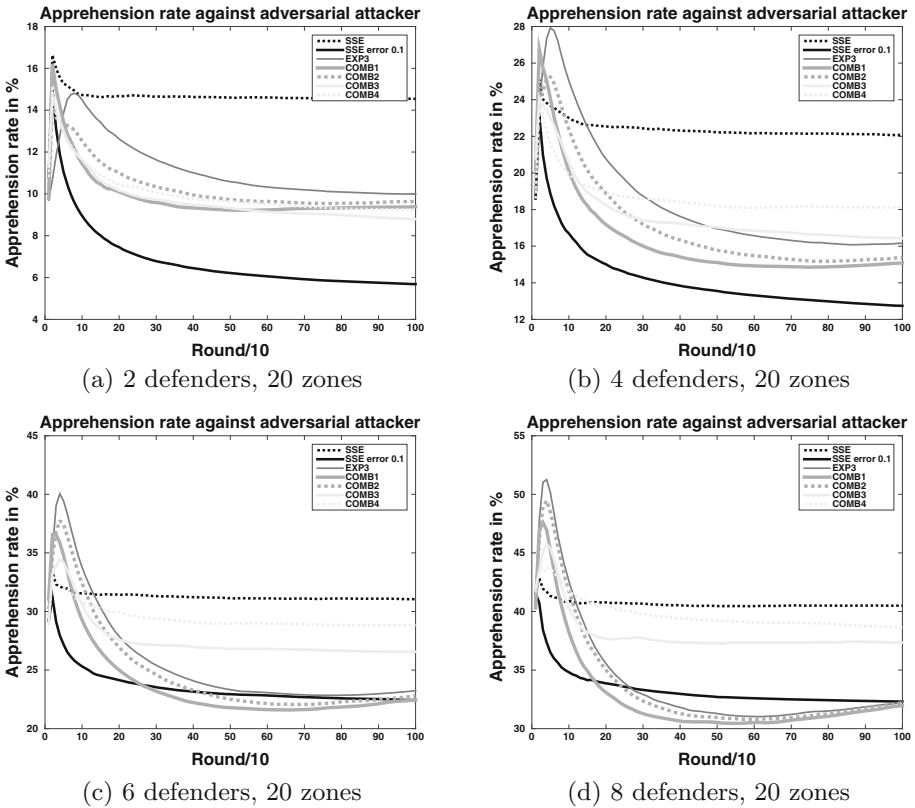 Apprehension rate against adversarial attacker
Apprehension rate in %
18
16
14
12
10
8
6
4
0 10 20 30 40 50 60 70 80 90 100
Round/10
SSE
SSE error 0.1
EXP3
COMB1
COMB2
COMB3
COMB4
(a) 2 defenders, 20 zones
Apprehension rate against adversarial attacker
Apprehension rate in %
28
26
24
22
20
18
16
14
12
0 10 20 30 40 50 60 70 80 90 100
Round/10
SSE
SSE error 0.1
EXP3
COMB1
COMB2
COMB3
COMB4
(b) 4 defenders, 20 zones
Apprehension rate against adversarial attacker
Apprehension rate in %
45
40
35
30
25
20
0 10 20 30 40 50 60 70 80 90 100
Round/10
SSE
SSE error 0.1
EXP3
COMB1
COMB2
COMB3
COMB4
(c) 6 defenders, 20 zones
Apprehension rate against adversarial attacker
Apprehension rate in %
55
50
45
40
35
30
0 10 20 30 40 50 60 70 80 90 100
Round/10
SSE
SSE error 0.1
EXP3
COMB1
COMB2
COMB3
COMB4
(d) 8 defenders, 20 zones